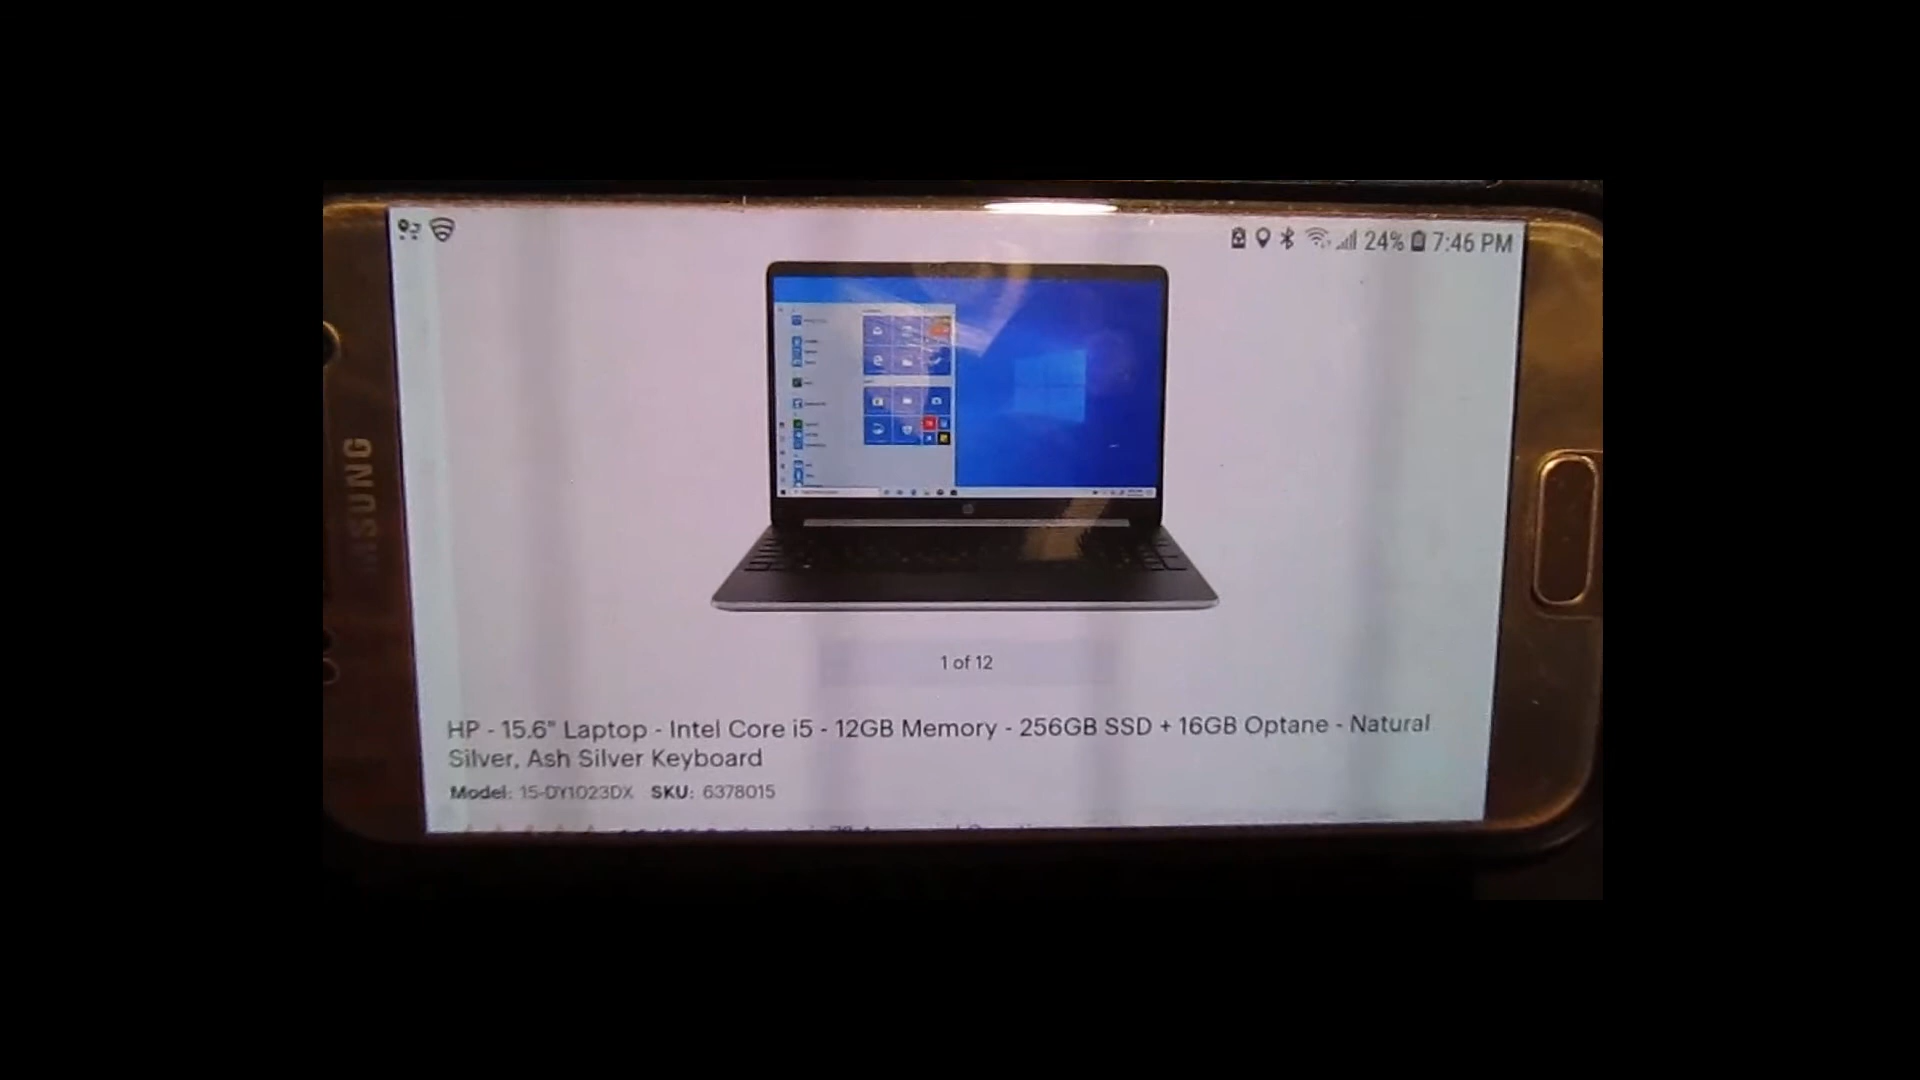 24% 7:46 PM
SAMSUNG
1 of 12
HP - 15.6" Laptop - Intel Core i5 - 12GB Memory - 256GB SSD + 16GB Optane - Natural
Silver, Ash Silver Keyboard
Model: 15-DY1023DX SKU: 6378015